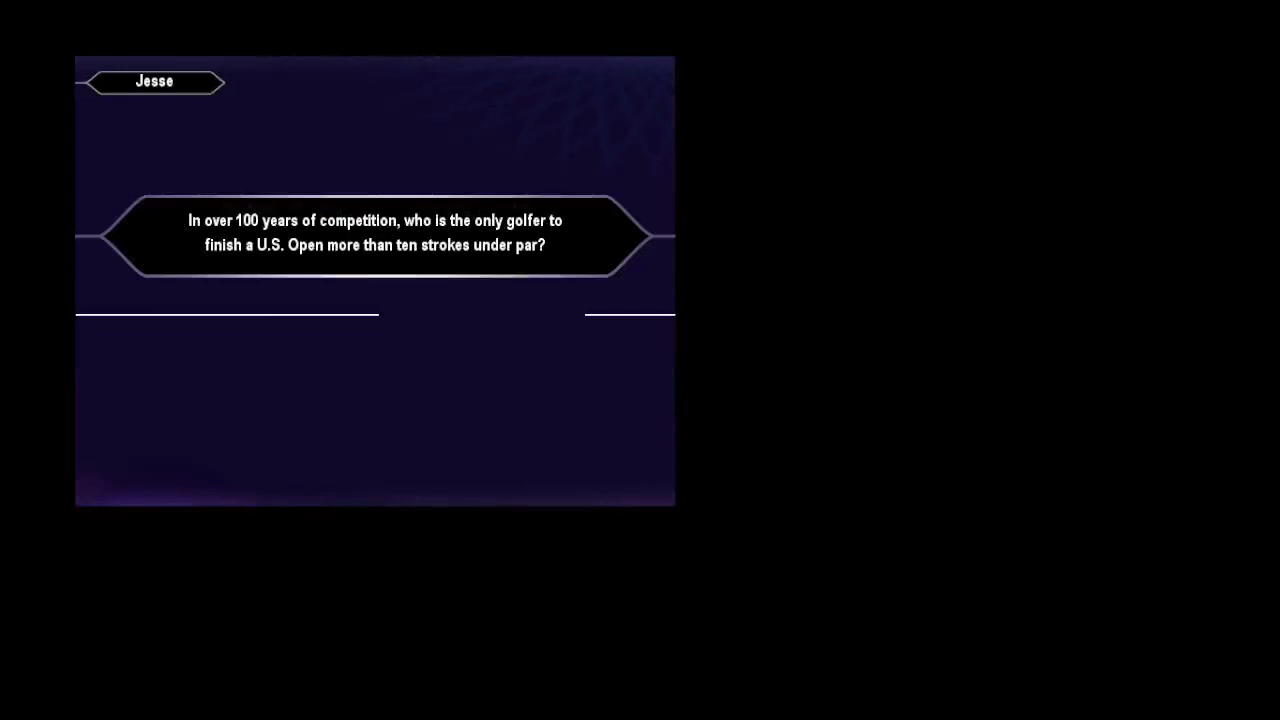 Jesse
In over 100 years of competition, who is the only golfer to
finish a U.S. Open more than ten strokes under par?